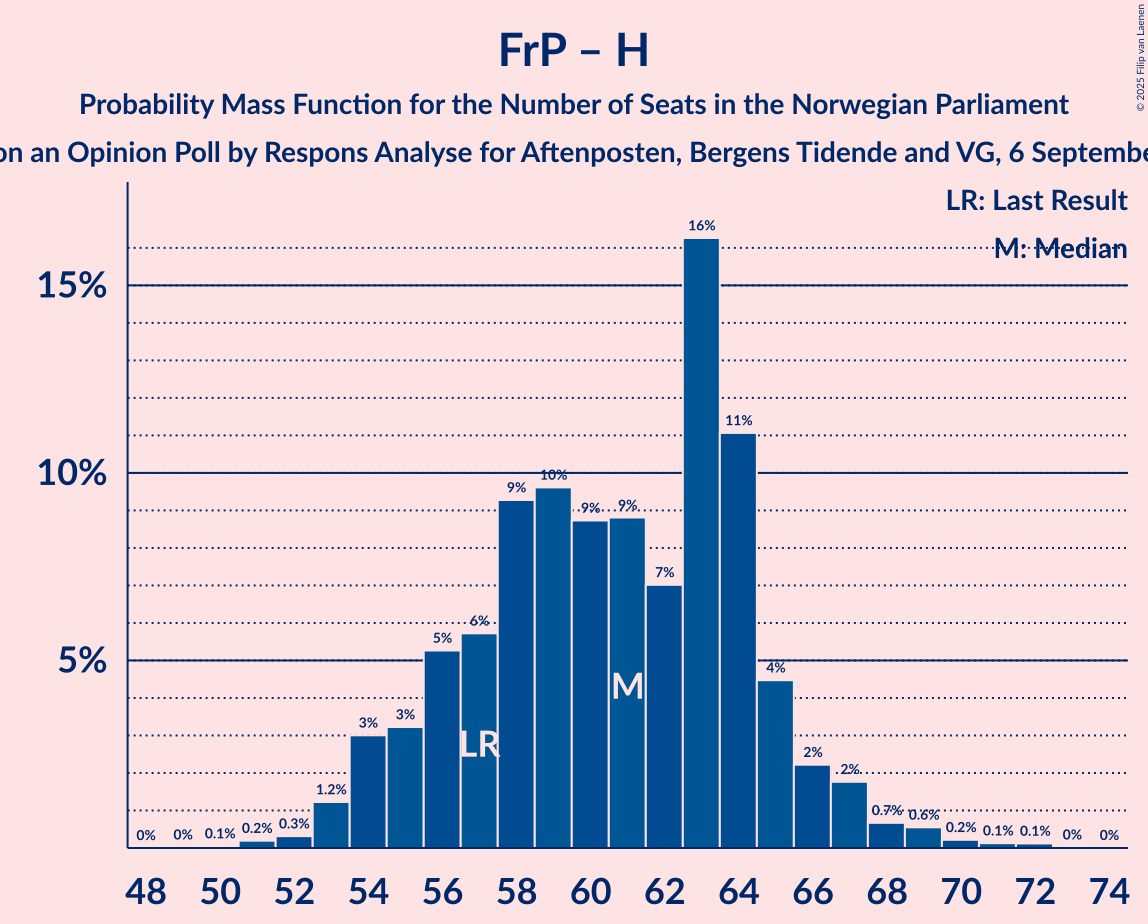 FrP – H
Probability Mass Function for the Number of Seats in the Norwegian Parliament
on an Opinion Poll by Respons Analyse for Aftenposten, Bergens Tidende and VG, 6 Septembe
© 2025 Filip van Laenen
LR: Last Result
M: Median
15%
10%
5%
0% 0% 0.1% 0.2% 0.3% 1.2% 3% 3% 5% 6% 9% 10% 9% 9% 7% 16% 11% 4% 2% 2% 0.7% 0.6% 0.2% 0.1% 0.1% 0% 0%
LR
M
48 50 52 54 56 58 60 62 64 66 68 70 72 74